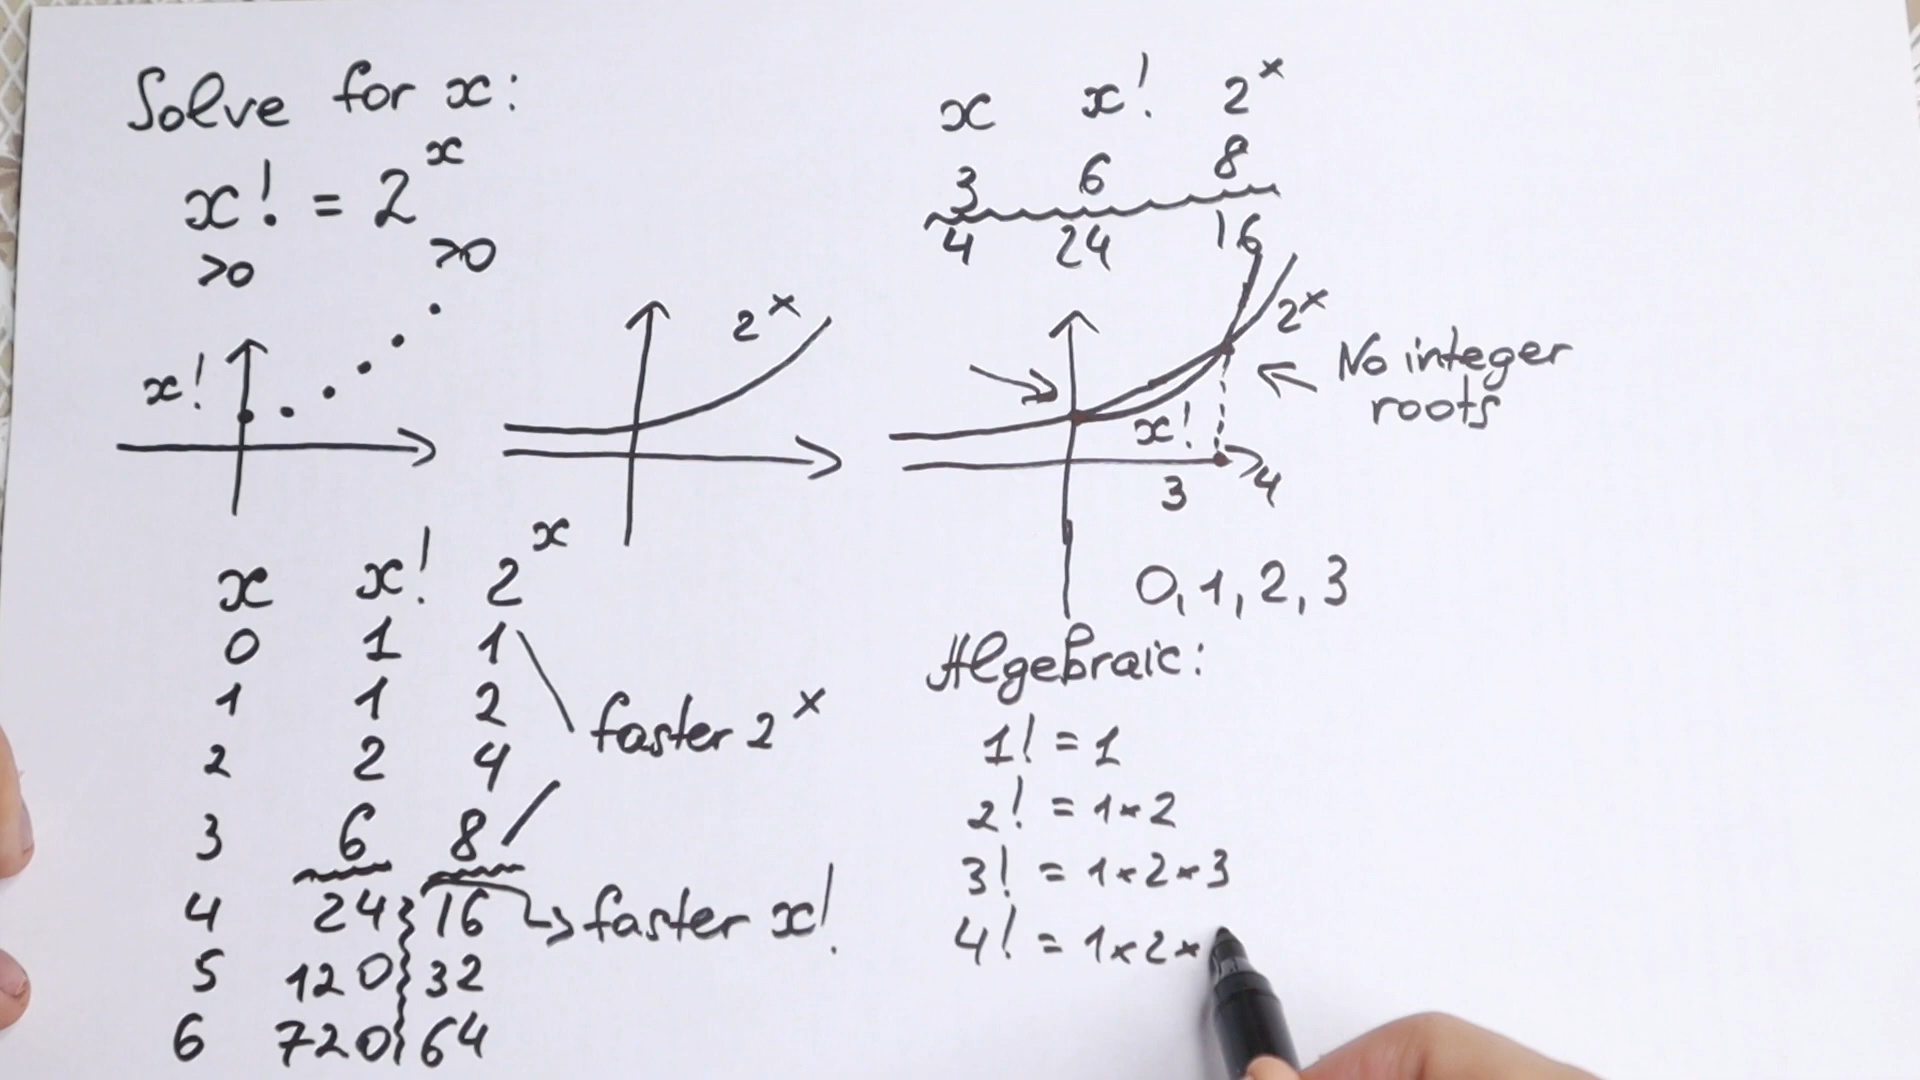 Solve for x:
x! = 2^x
>0 >0
x!
2^x
x x! 2^x
0 1 1
1 1 2
2 2 4
faster 2^x
3 6 8
4 24 16
faster x!
5 120 32
6 720 64
x x! 2^x
3 6 8
4 24 16
2^x
No integer
roots
x!
3 4
0, 1, 2, 3
Algebraic:
1! = 1
2! = 1×2
3! = 1×2×3
4! = 1×2×